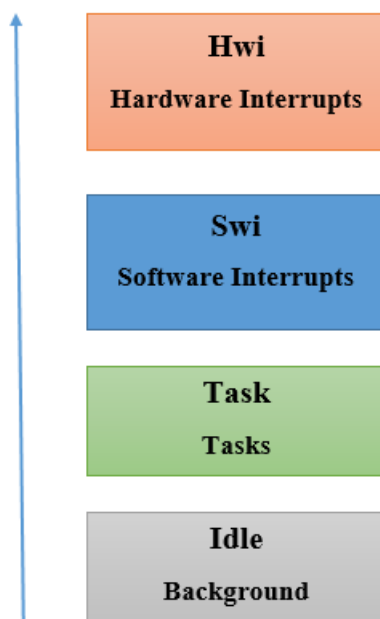 Hwi
Hardware Interrupts
Swi
Software Interrupts
Task
Tasks
Idle
Background